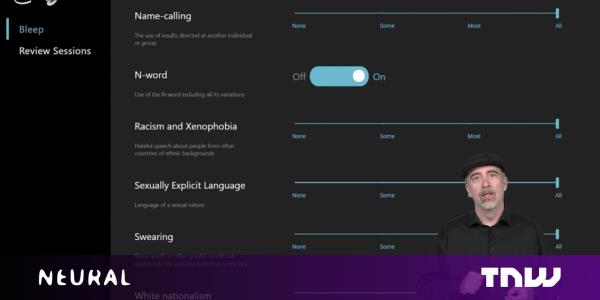 Bleep
Review Sessions
Name-calling
The use of insults directed at another individual
or group
None Some Most All
N-word
Off On
Use of the N-word including all its variations
Racism and Xenophobia
Hateful speech about people from other
countries of ethnic backgrounds
None Some Most All
Sexually Explicit Language
Language of a sexual nature
None Some All
Swearing
None Some All
White nationalism
NEURAL
TNW